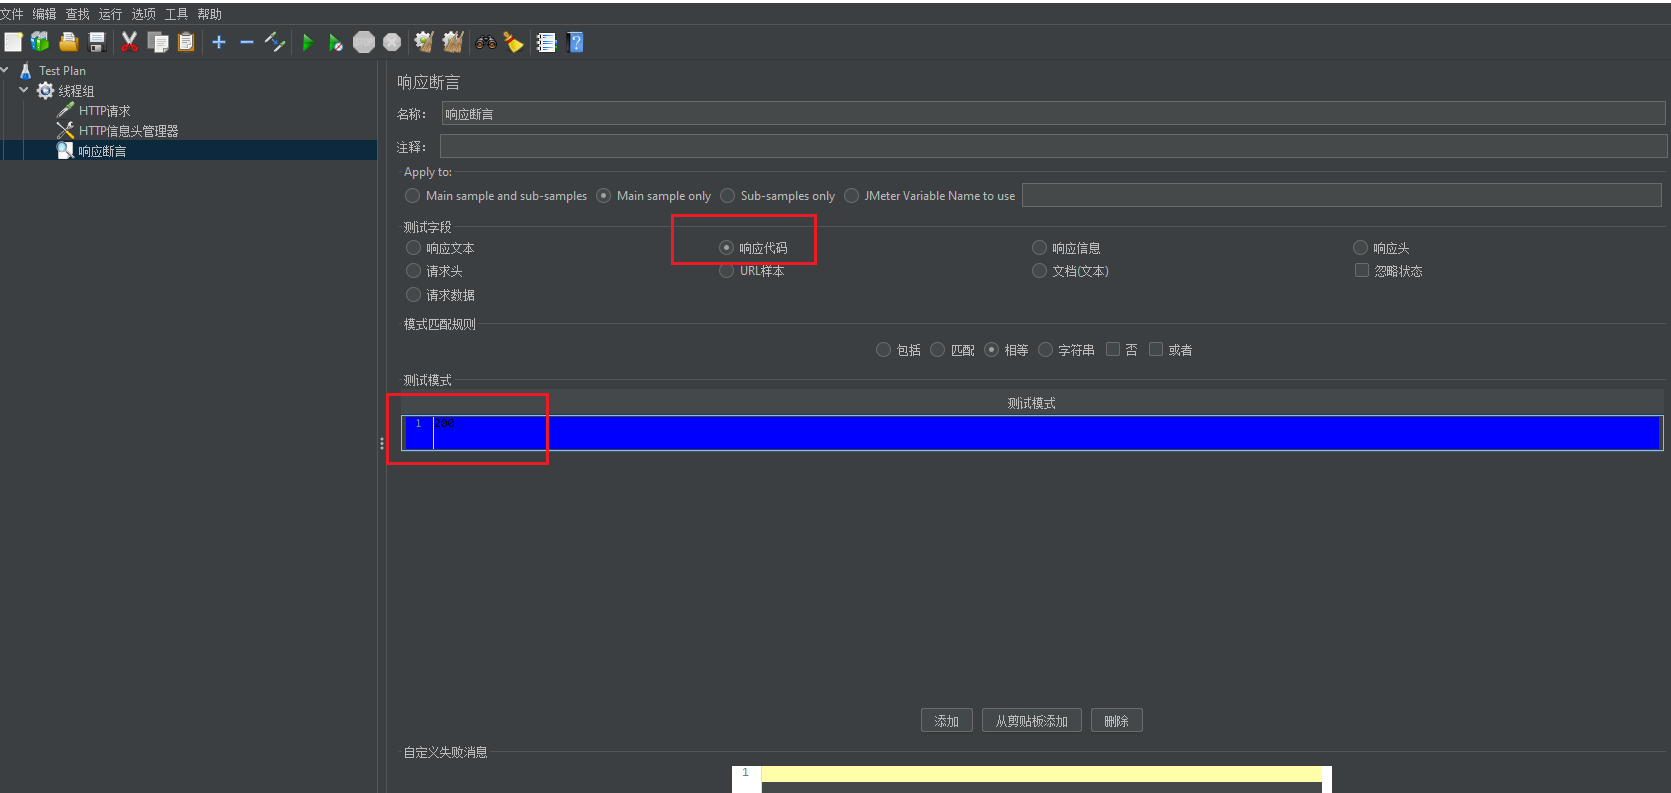 文件 编辑 查找 运行 选项 工具 帮助
Test Plan
线程组
HTTP请求
HTTP信息头管理器
响应断言
响应断言
名称： 响应断言
注释：
Apply to:
Main sample and sub-samples Main sample only Sub-samples only JMeter Variable Name to use
测试字段
响应文本 响应代码 响应信息 响应头
请求头 URL样本 文档(文本) 忽略状态
请求数据
模式匹配规则
包括 匹配 相等 字符串 否 或者
测试模式
测试模式
1 200
添加 从剪贴板添加 删除
自定义失败消息
1